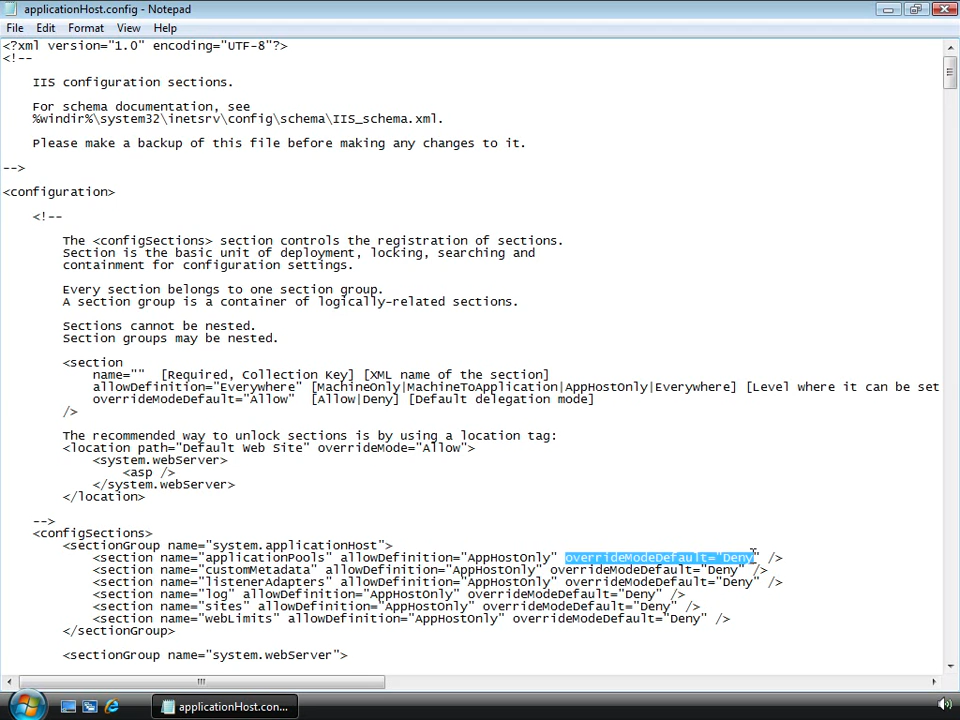 applicationHost.config - Notepad
File Edit Format View Help
<?xml version="1.0" encoding="UTF-8"?>
<!--
IIS configuration sections.
For schema documentation, see
%windir%\system32\inetsrv\config\schema\IIS_schema.xml.
Please make a backup of this file before making any changes to it.
-->
<configuration>
<!--
The <configSections> section controls the registration of sections.
Section is the basic unit of deployment, locking, searching and
containment for configuration settings.
Every section belongs to one section group.
A section group is a container of logically-related sections.
Sections cannot be nested.
Section groups may be nested.
<section
name="" [Required, Collection Key] [XML name of the section]
allowDefinition="Everywhere" [MachineOnly|MachineToApplication|AppHostOnly|Everywhere] [Level where it can be set
overrideModeDefault="Allow" [Allow|Deny] [Default delegation mode]
/>
The recommended way to unlock sections is by using a location tag:
<location path="Default Web Site" overrideMode="Allow">
<system.webServer>
<asp />
</system.webServer>
</location>
-->
<configSections>
<sectionGroup name="system.applicationHost">
<section name="applicationPools" allowDefinition="AppHostOnly" overrideModeDefault="Deny" />
<section name="customMetadata" allowDefinition="AppHostOnly" overrideModeDefault="Deny" />
<section name="listenerAdapters" allowDefinition="AppHostOnly" overrideModeDefault="Deny" />
<section name="log" allowDefinition="AppHostOnly" overrideModeDefault="Deny" />
<section name="sites" allowDefinition="AppHostOnly" overrideModeDefault="Deny" />
<section name="webLimits" allowDefinition="AppHostOnly" overrideModeDefault="Deny" />
</sectionGroup>
<sectionGroup name="system.webServer">
applicationHost.con...